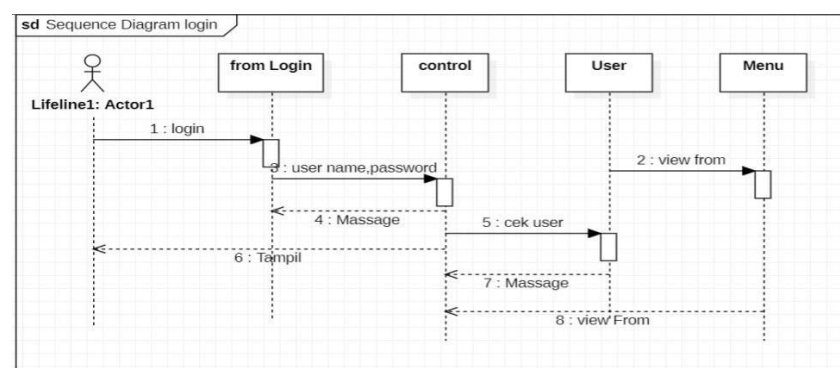 sd Sequence Diagram login
from Login
control
User
Menu
Lifeline1: Actor1
1 : login
2 : view from
3 : user name,password
4 : Massage
5 : cek user
6 : Tampil
7 : Massage
8 : view From